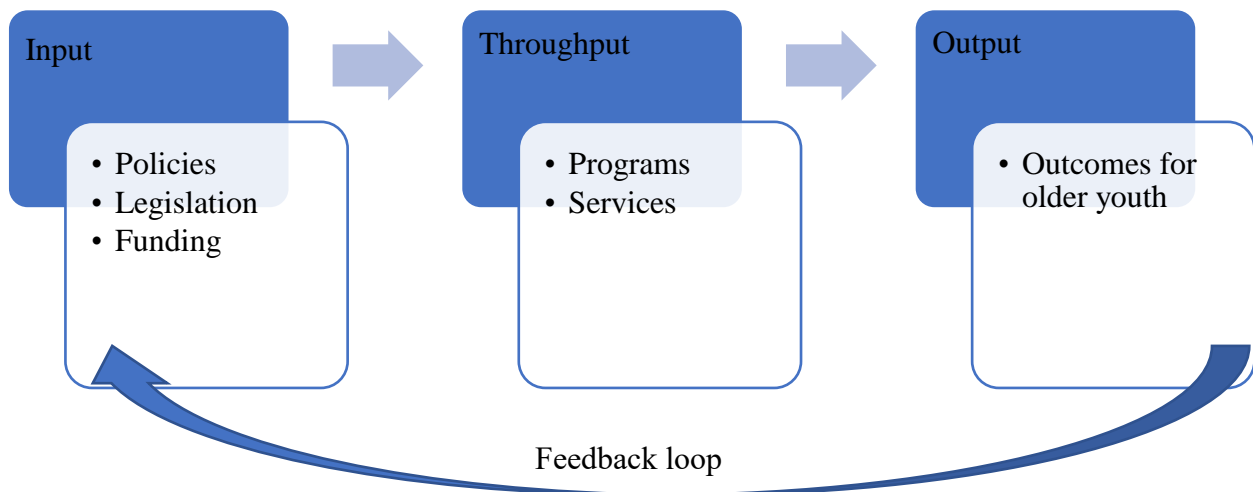 Input
• Policies
• Legislation
• Funding
Throughput
• Programs
• Services
Output
• Outcomes for
older youth
Feedback loop